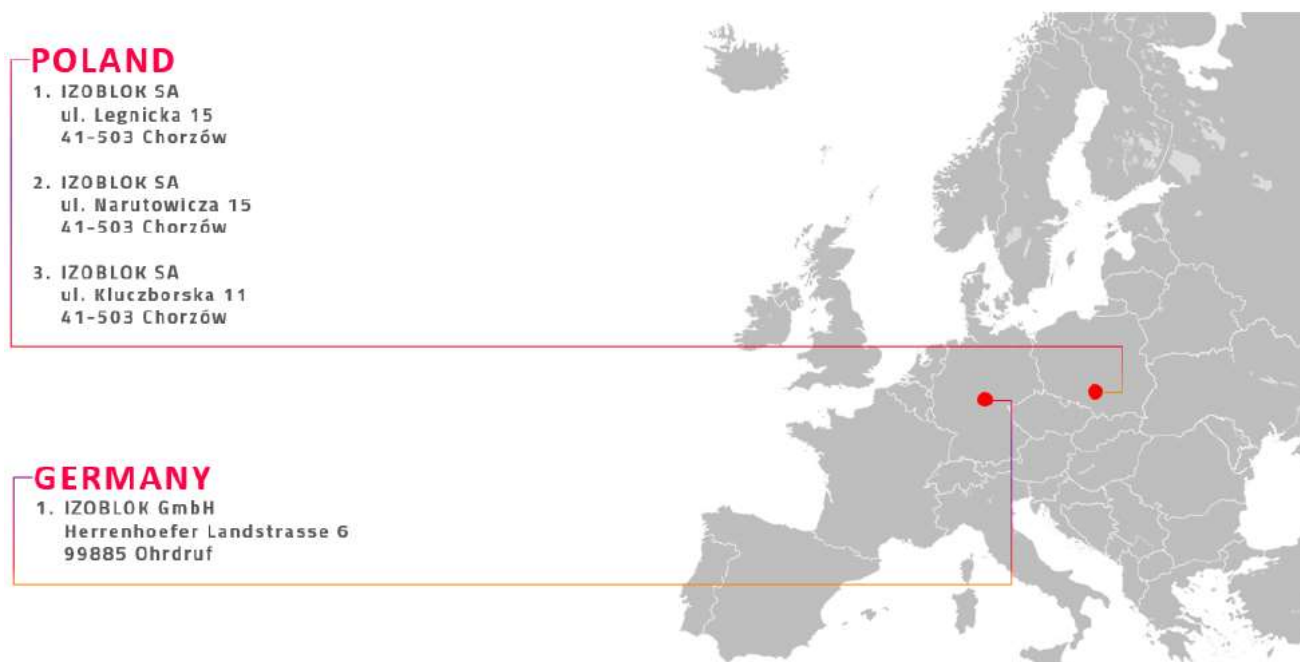 POLAND
1. IZOBLOK SA
ul. Legnicka 15
41-503 Chorzów
2. IZOBLOK SA
ul. Narutowicza 15
41-503 Chorzów
3. IZOBLOK SA
ul. Kluczborska 11
41-503 Chorzów
GERMANY
1. IZOBLOK GmbH
Herrenhoefer Landstrasse 6
99885 Ohrdruf